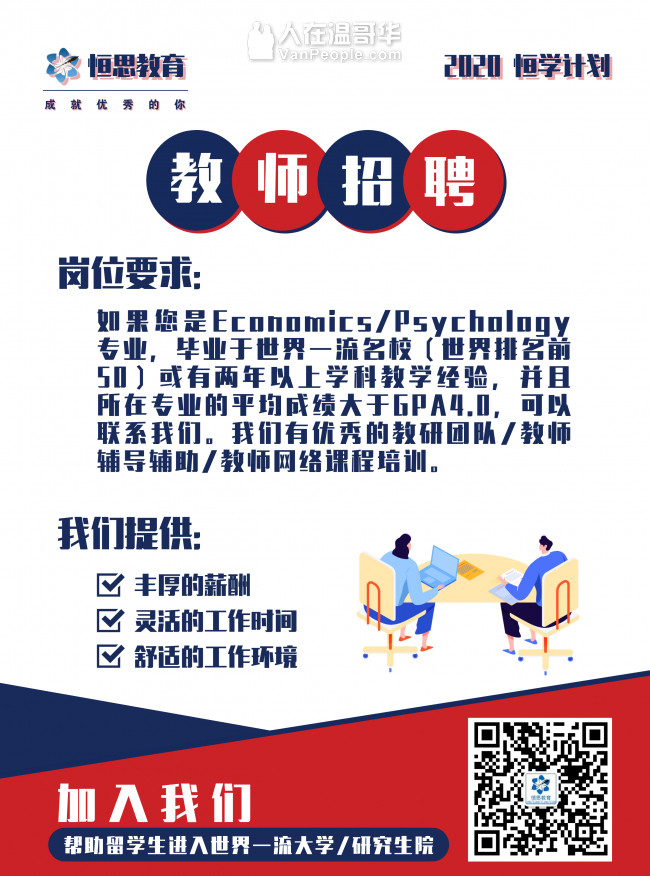 人在温哥华
VanPeople.com
恒思教育
成就优秀的你
2020 恒学计划
教师招聘
岗位要求:
如果您是Economics/Psychology
专业，毕业于世界一流名校（世界排名前
50）或有两年以上学科教学经验，并且
所在专业的平均成绩大于GPA4.0，可以
联系我们。我们有优秀的教研团队/教师
辅导辅助/教师网络课程培训。
我们提供:
丰厚的薪酬
灵活的工作时间
舒适的工作环境
加入我们
帮助留学生进入世界一流大学/研究生院
恒思教育